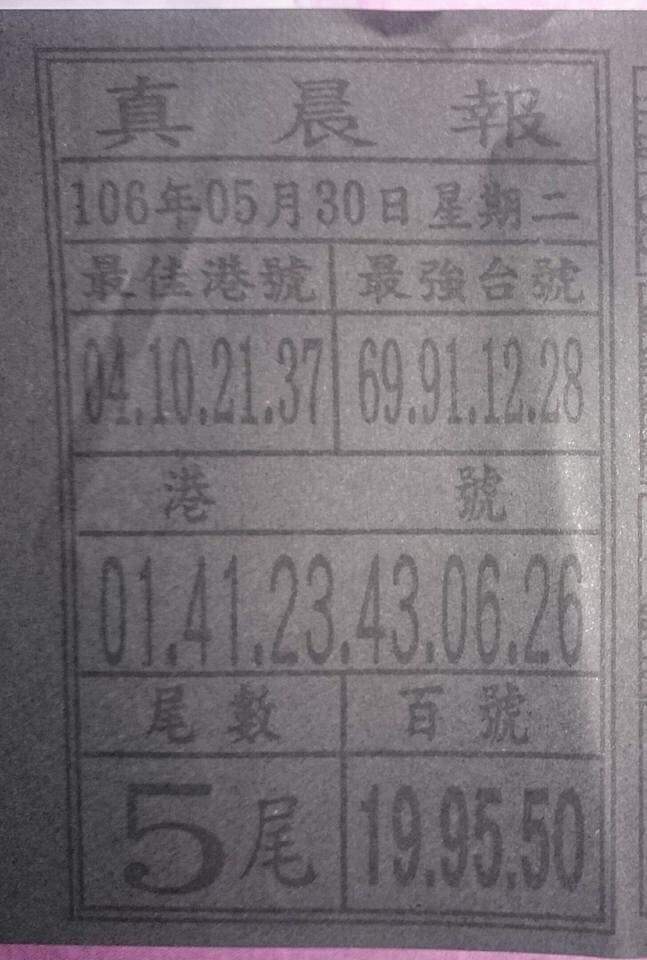 真晨報
106年05月30日星期二
最佳港號 最強台號
04.10.21.37 69.91.12.28
港號
01.41.23.43.06.26
尾數 百號
5尾 19.95.50